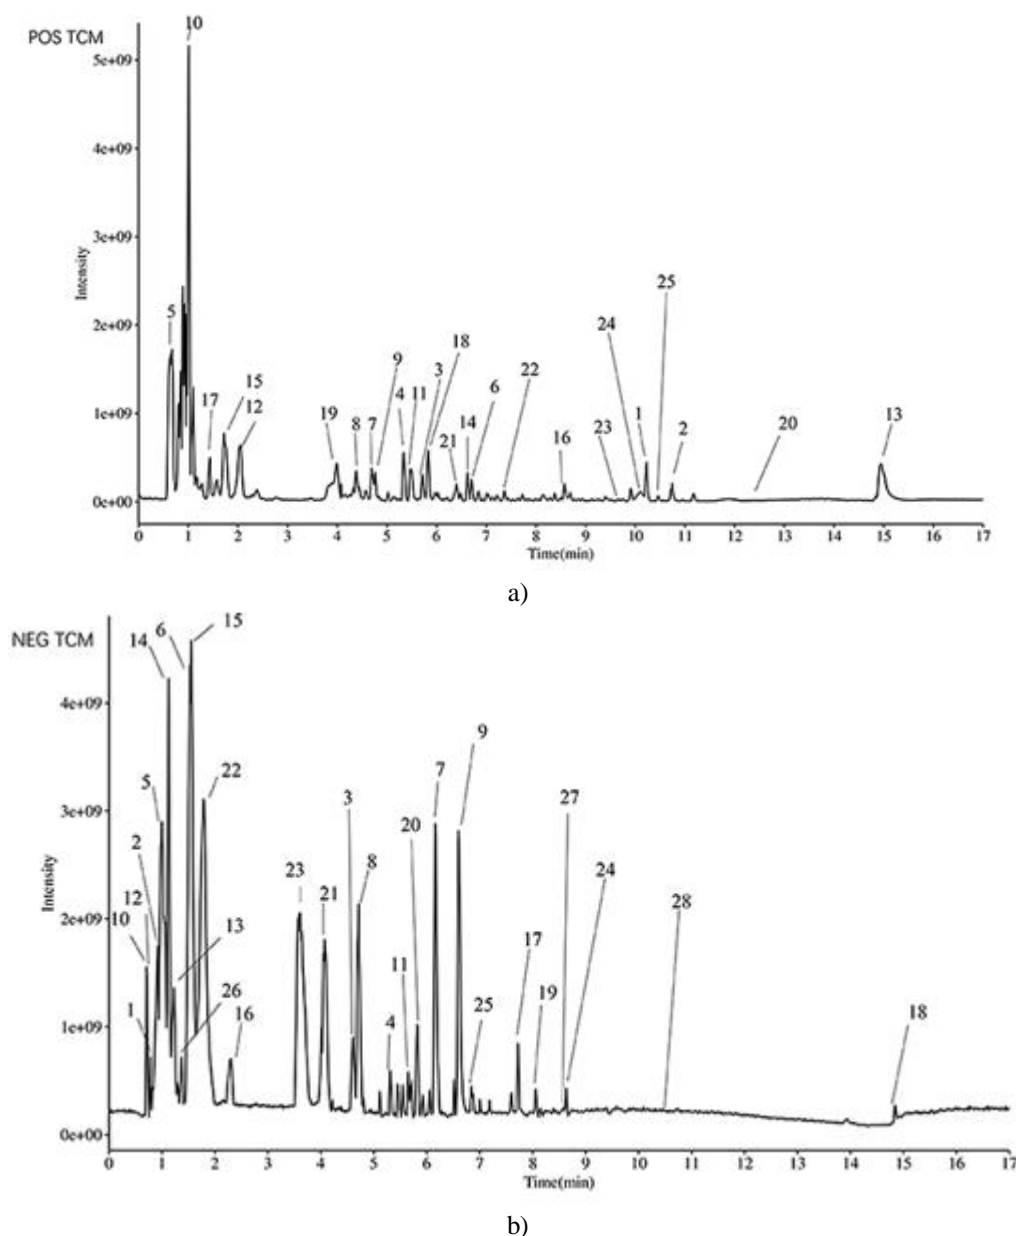 10
POS TCM
5e+09
4e+09
3e+09
25
5
24
2e+09
18
9 3
15 22
17 12 4 11 6
1e+09 19 8 7 14 1 13
21 16 23 2 20
0e+00
Intensity
0 1 2 3 4 5 6 7 8 9 10 11 12 13 14 15 16 17
Time(min)
a)
6 15
NEG TCM 14
4e+09
9
5 22 7
3e+09 3 27
2 20
12 23 21 8 24
10 13 28
2e+09
11 17
26
1 16 25 19
1e+09 4 18
0e+00
Intensity
0 1 2 3 4 5 6 7 8 9 10 11 12 13 14 15 16 17
Time(min)
b)